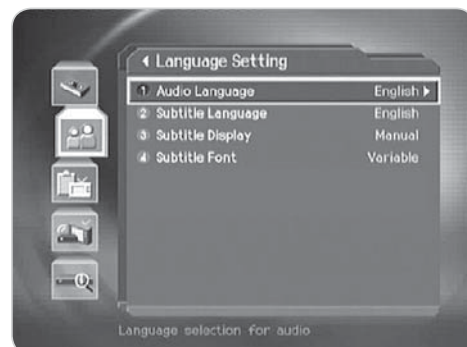 Language Setting
1 Audio Language English
2 Subtitle Language English
3 Subtitle Display Manual
4 Subtitle Font Variable
Language selection for audio